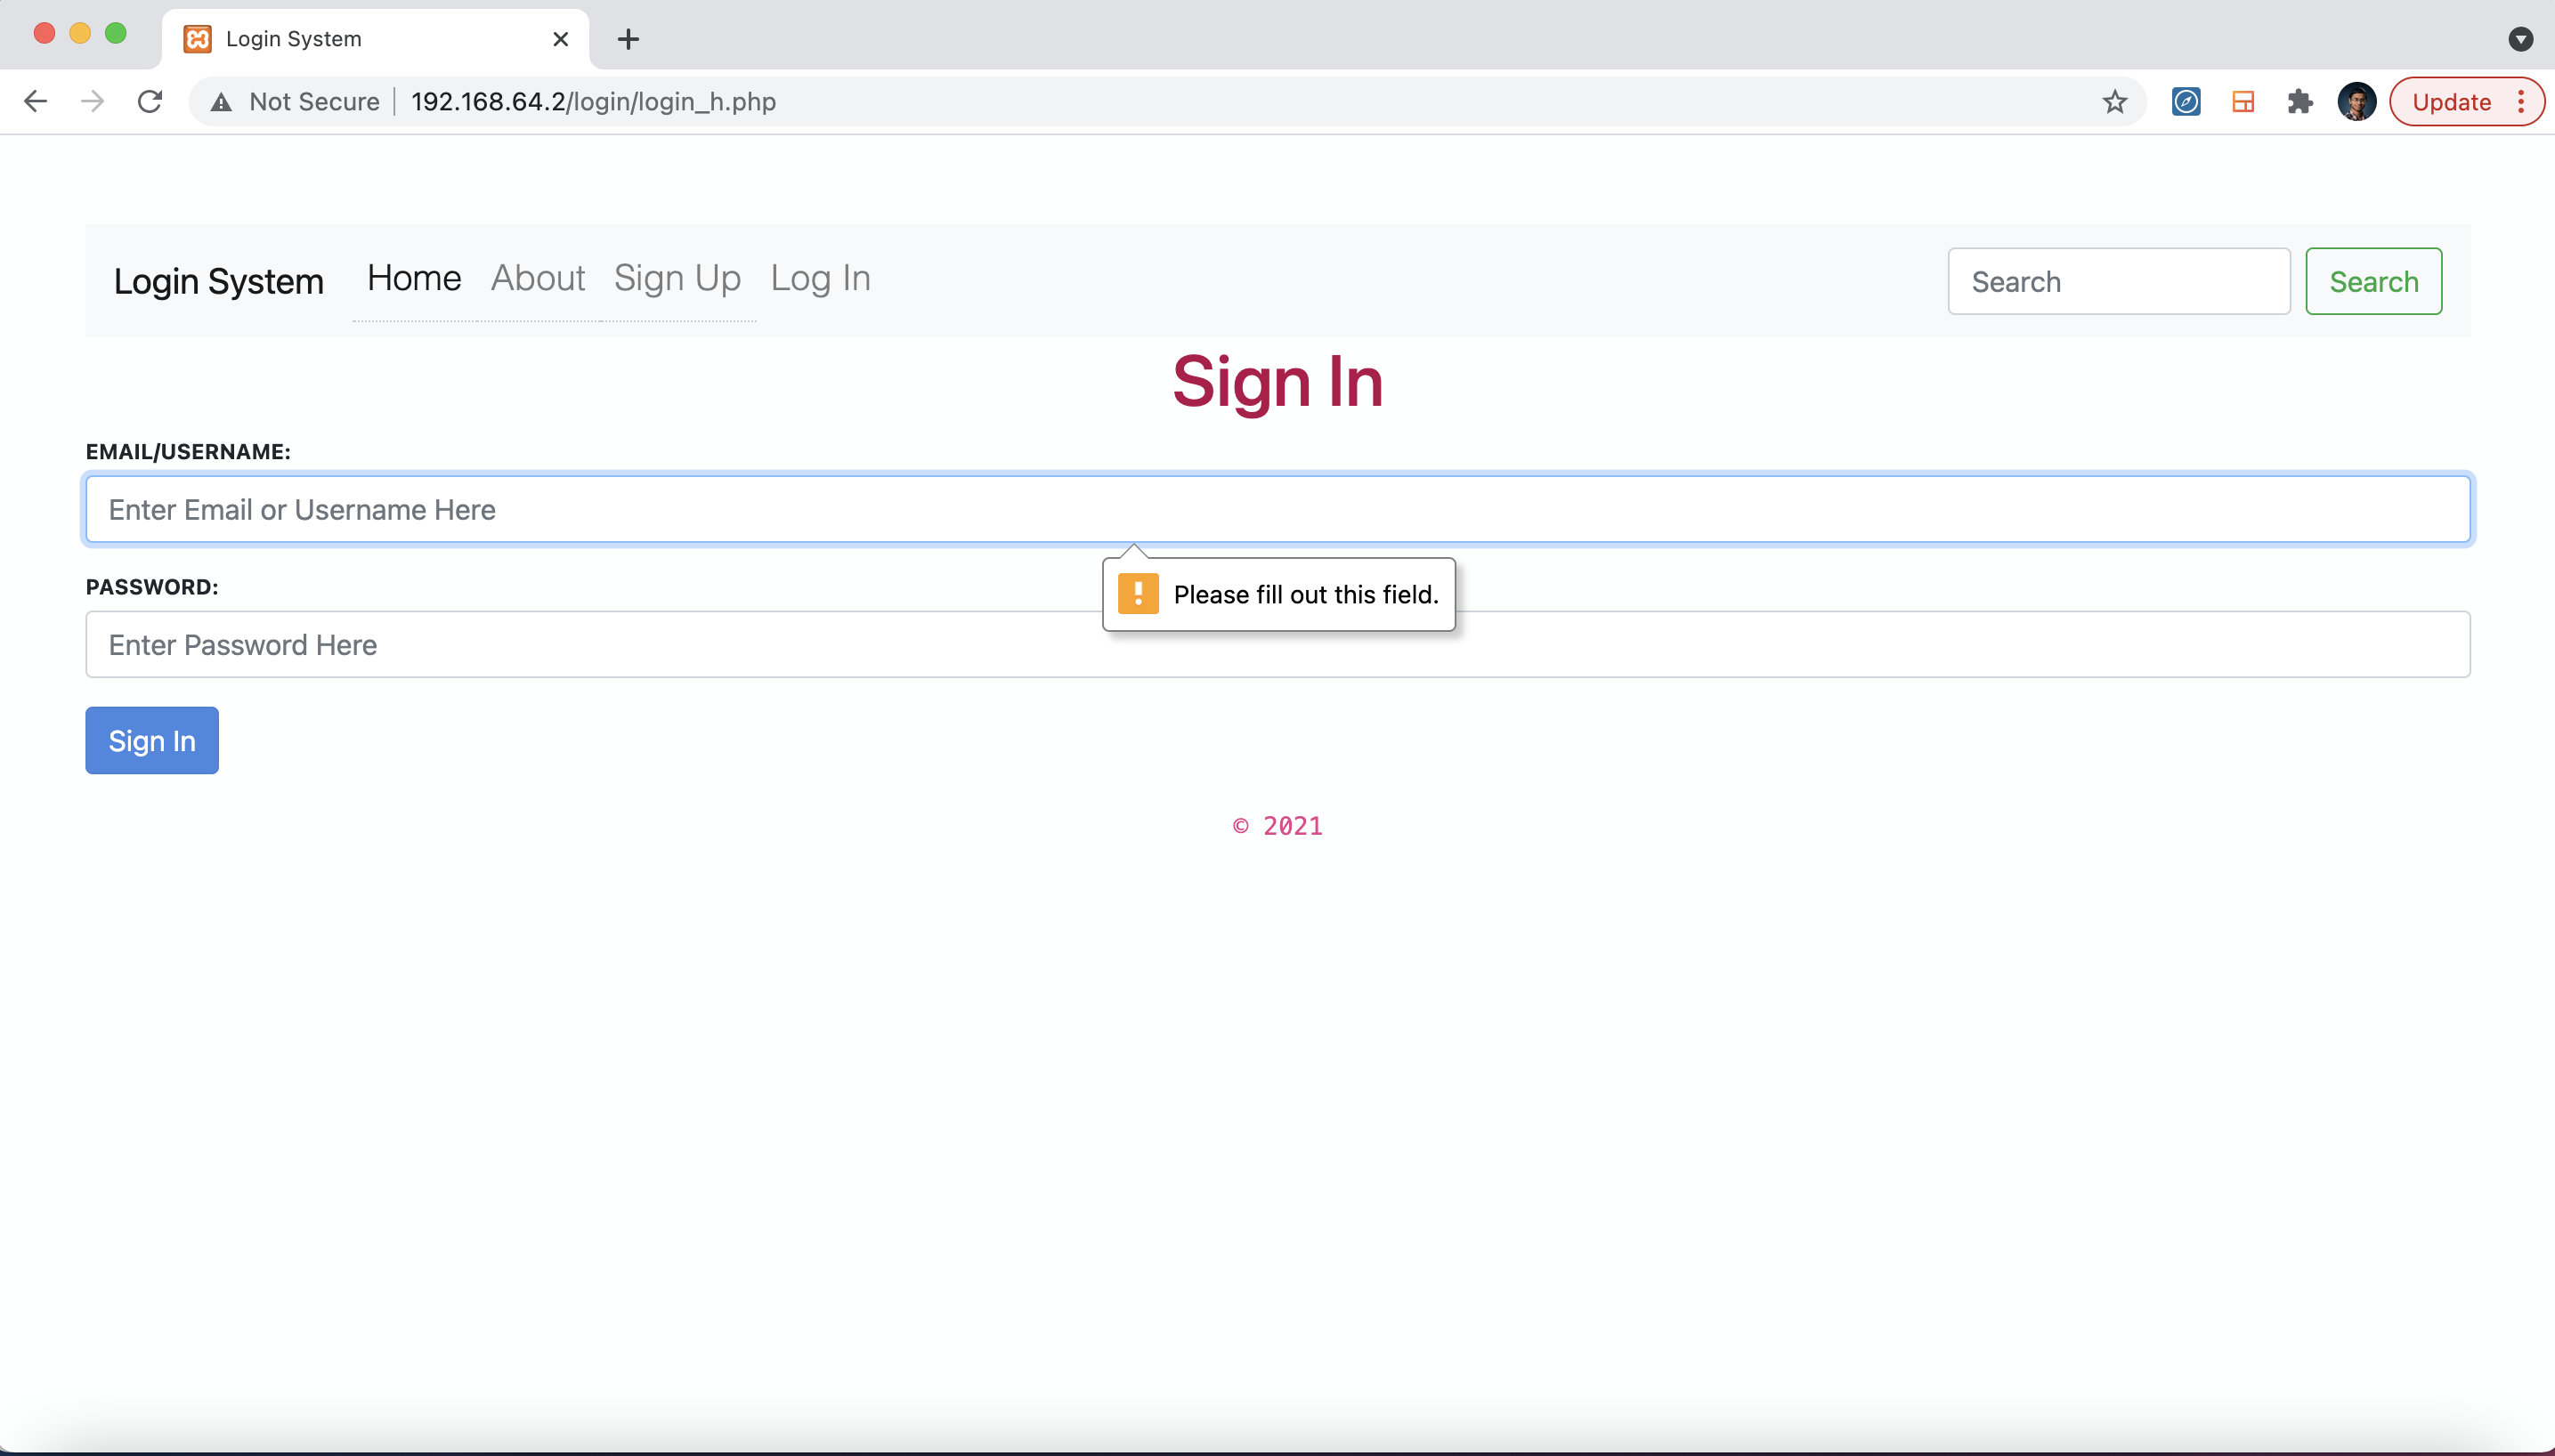 Login System
Not Secure 192.168.64.2/login/login_h.php Update
Login System Home About Sign Up Log In Search Search
Sign In
EMAIL/USERNAME:
Enter Email or Username Here
Please fill out this field.
PASSWORD:
Enter Password Here
Sign In
© 2021